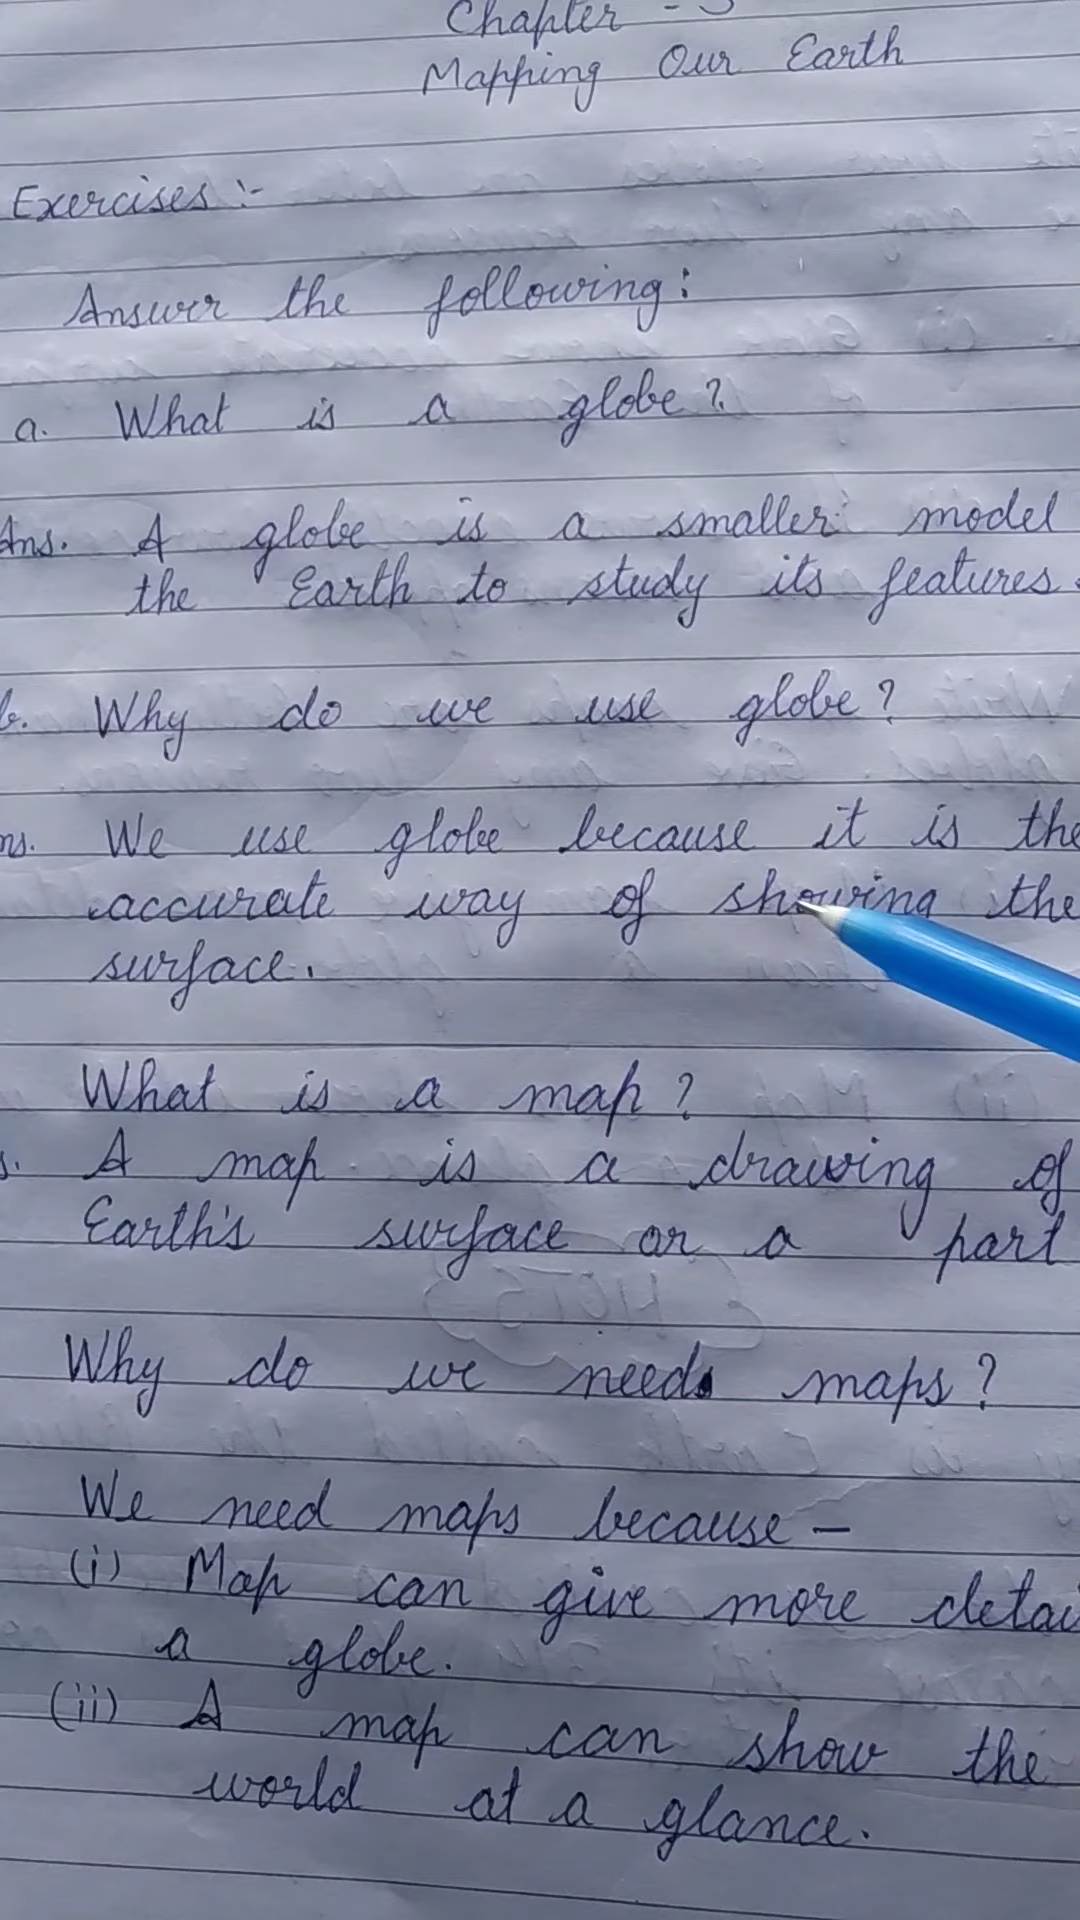 Chapter -
Mapping Our Earth
Exercises :-
Answer the following:
a. What is a globe?
Ans. A globe is a smaller model
the Earth to study its features.
b. Why do we use globe?
We use globe because it is the
accurate way of showing the
surface.
What is a map?
A map is a drawing of
Earth's surface or a part
Why do we need maps?
We need maps because –
(i) Map can give more
a globe.
(ii) A map can show the
world at a glance.